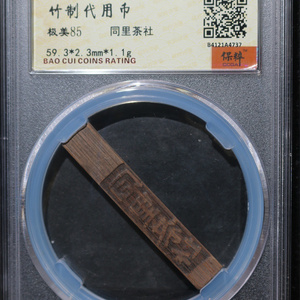 竹制代用币
极美85 同里茶社
59.3*2.3mm*1.1g
BAO CUI COINS RATING
84121A4737
保粹